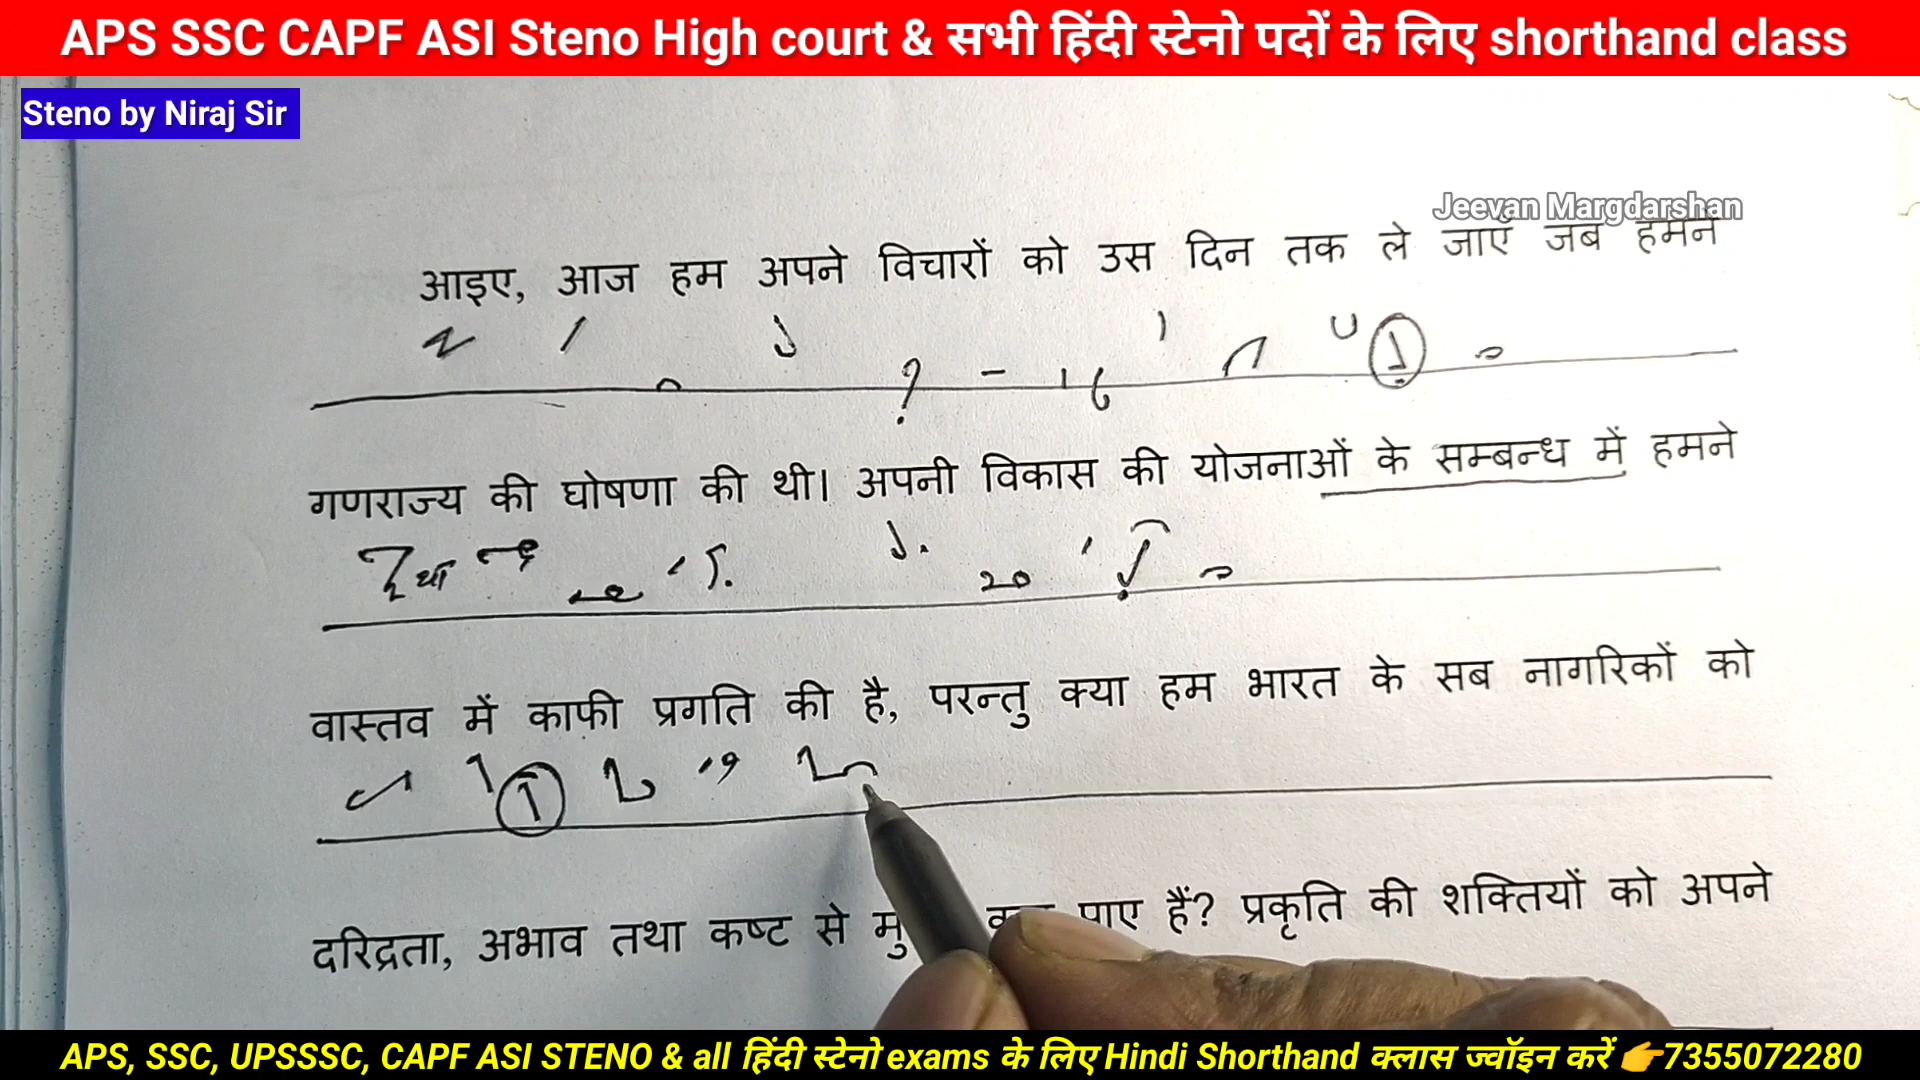 APS SSC CAPF ASI Steno High court & सभी हिंदी स्टेनो पदों के लिए shorthand class
Steno by Niraj Sir
Jeevan Margdarshan
आइए, आज हम अपने विचारों को उस दिन तक ले जाएँ जब हमने
गणराज्य की घोषणा की थी। अपनी विकास की योजनाओं के सम्बन्ध में हमने
वास्तव में काफी प्रगति की है, परन्तु क्या हम भारत के सब नागरिकों को
दरिद्रता, अभाव तथा कष्ट से पाए हैं? प्रकृति की शक्तियों को अपने
APS, SSC, UPSSSC, CAPF ASI STENO & all हिंदी स्टेनो exams के लिए Hindi Shorthand क्लास ज्वॉइन करें 👉7355072280